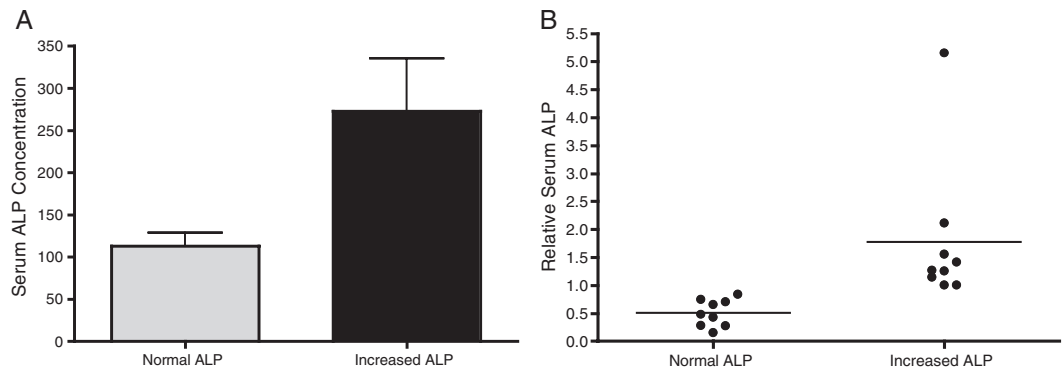 A
Serum ALP Concentration
350
300
250
200
150
100
50
0
Normal ALP
Increased ALP
B
Relative Serum ALP
5.5
5.0
4.5
4.0
3.5
3.0
2.5
2.0
1.5
1.0
0.5
0.0
Normal ALP
Increased ALP